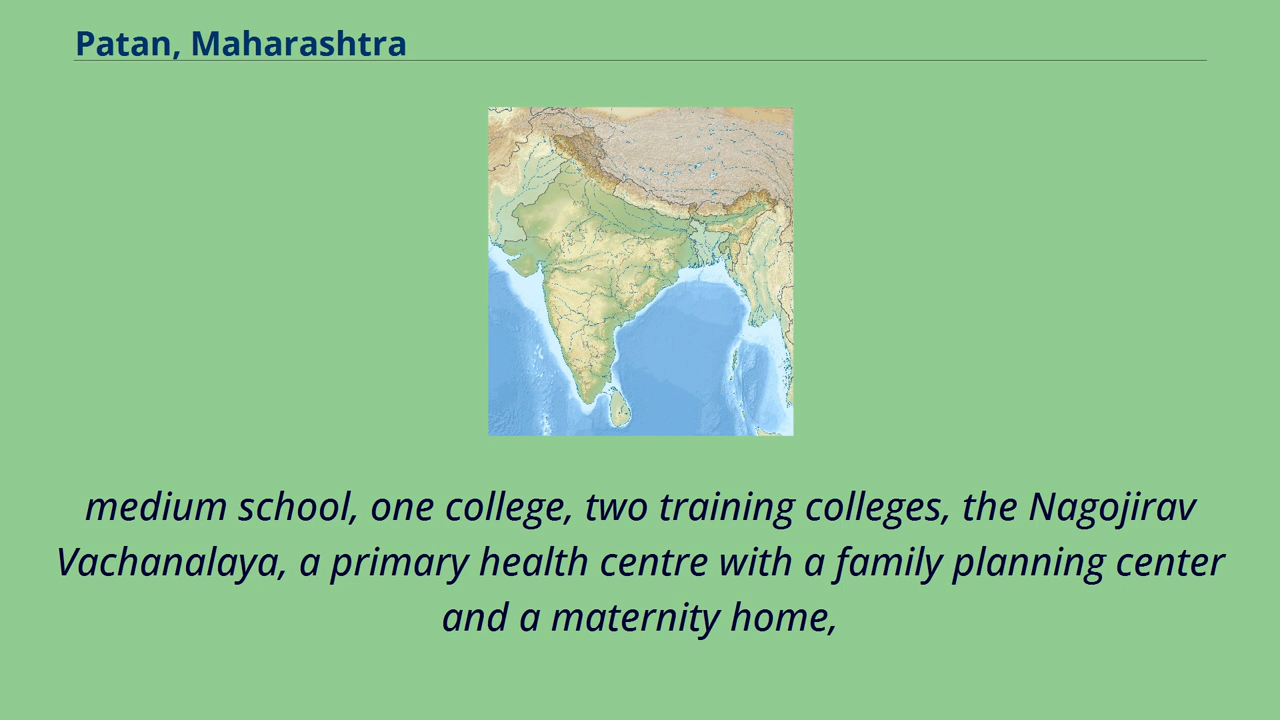 Patan, Maharashtra
medium school, one college, two training colleges, the Nagojirav
Vachanalaya, a primary health centre with a family planning center
and a maternity home,